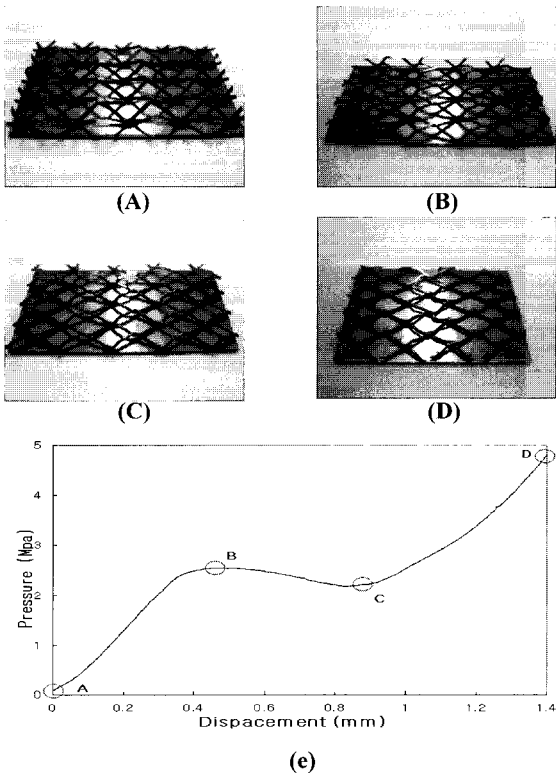 (A)
(B)
(C)
(D)
5
4
3
2
1
0
Pressure (Mpa)
A
B
C
D
0
0.2
0.4
0.6
0.8
1
1.2
1.4
Dispacement (mm)
(e)